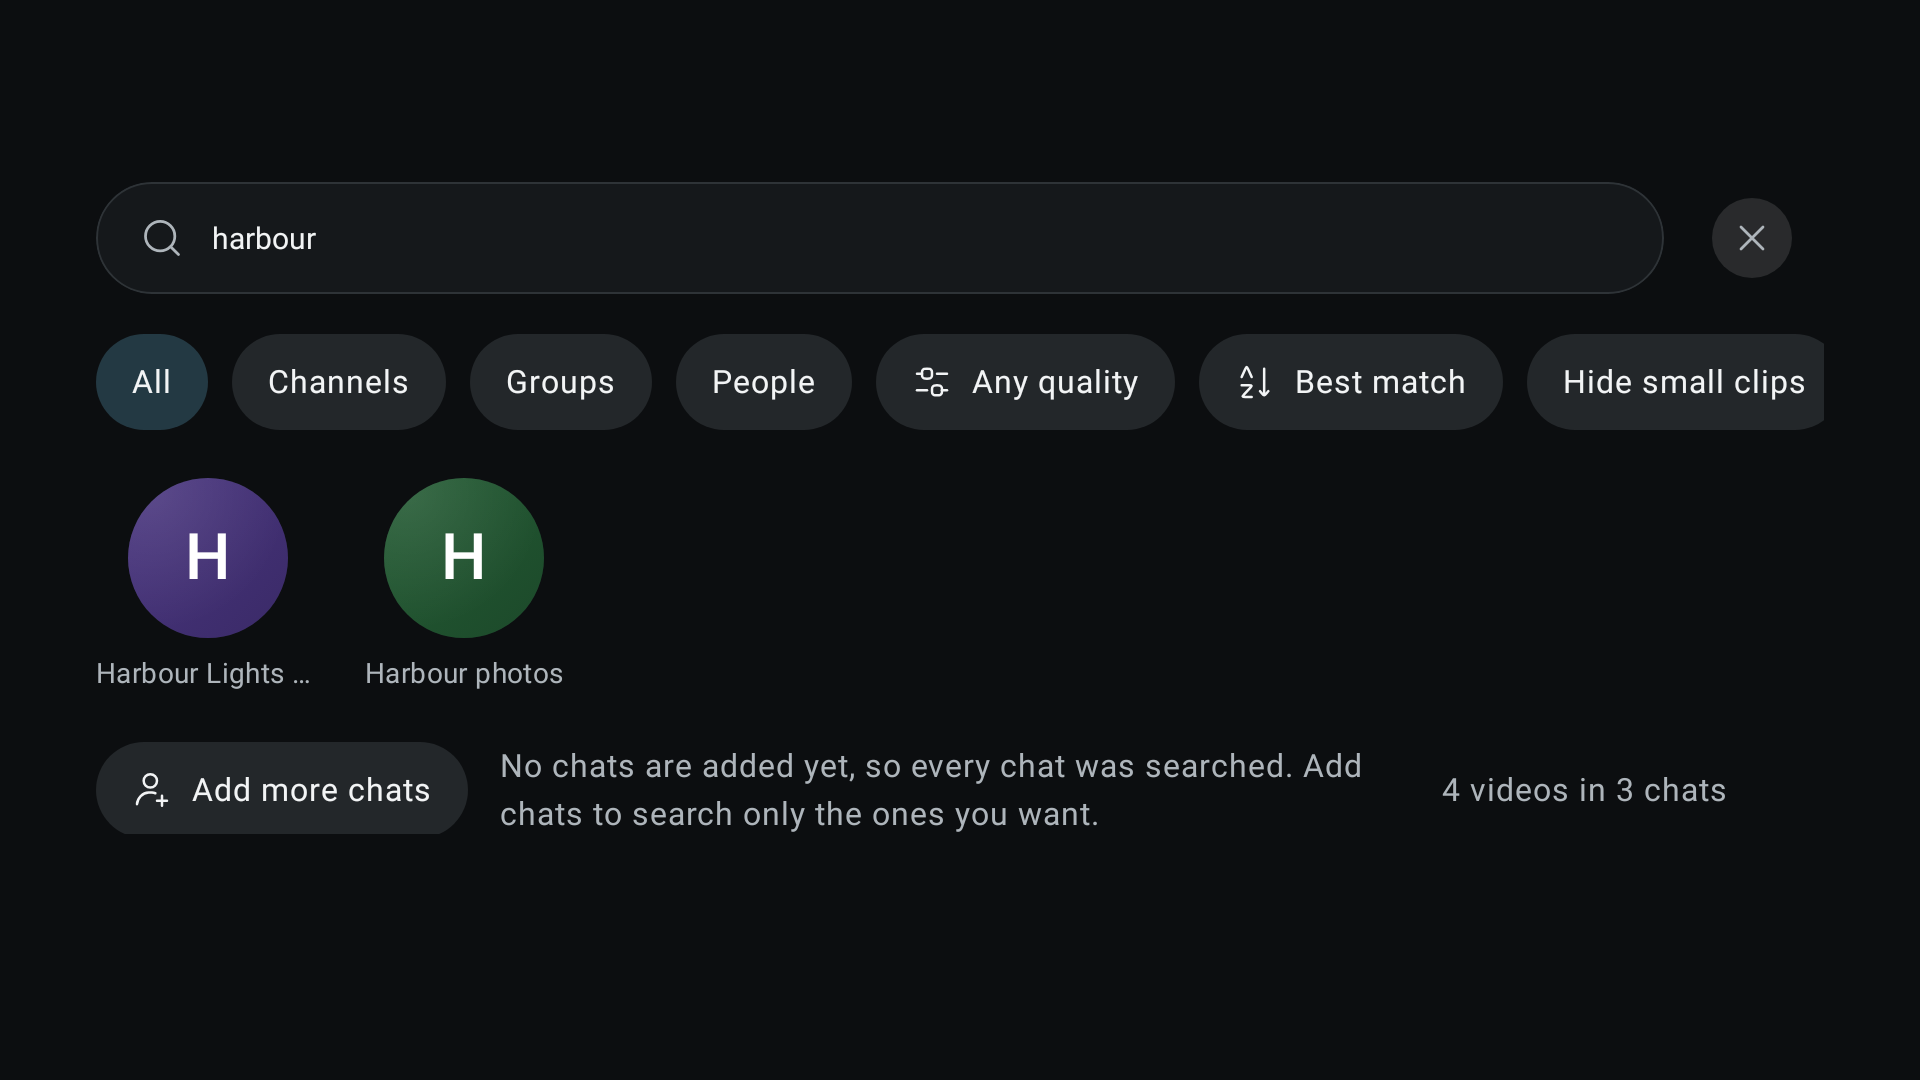 harbour
All
Channels
Groups
People
Any quality
Best match
Hide small clips
H
H
Harbour Lights ...
Harbour photos
Add more chats
No chats are added yet, so every chat was searched. Add
chats to search only the ones you want.
4 videos in 3 chats